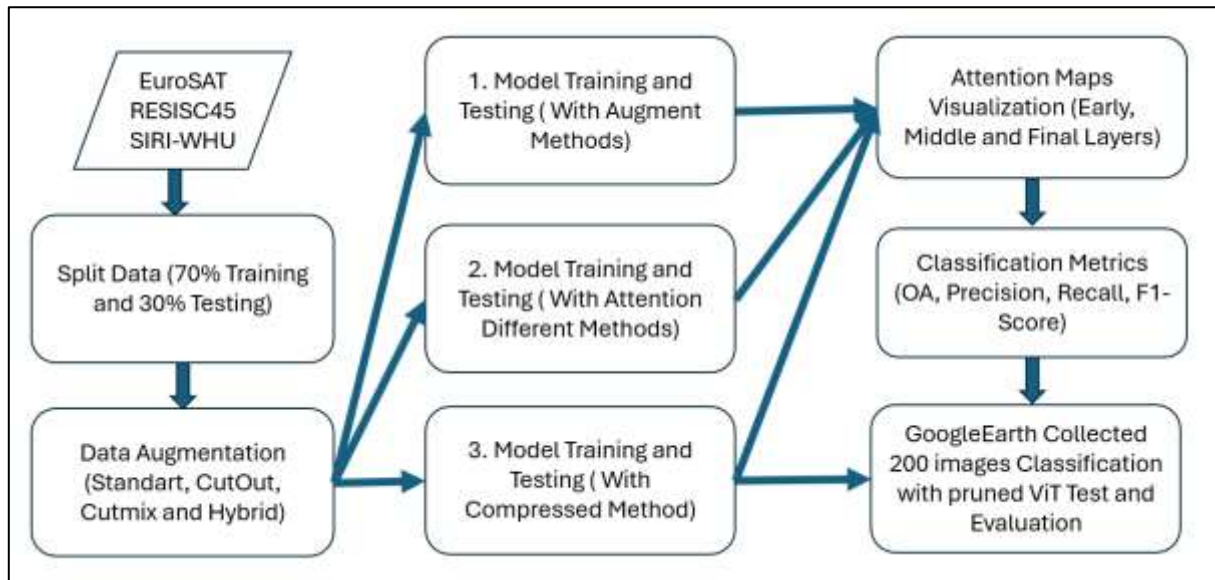 EuroSAT
RESISC45
SIRI-WHU
Split Data (70% Training
and 30% Testing)
Data Augmentation
(Standart, CutOut,
Cutmix and Hybrid)
1. Model Training and
Testing ( With Augment
Methods)
2. Model Training and
Testing ( With Attention
Different Methods)
3. Model Training and
Testing ( With
Compressed Method)
Attention Maps
Visualization (Early,
Middle and Final Layers)
Classification Metrics
(OA, Precision, Recall, F1-
Score)
GoogleEarth Collected
200 images Classification
with pruned ViT Test and
Evaluation